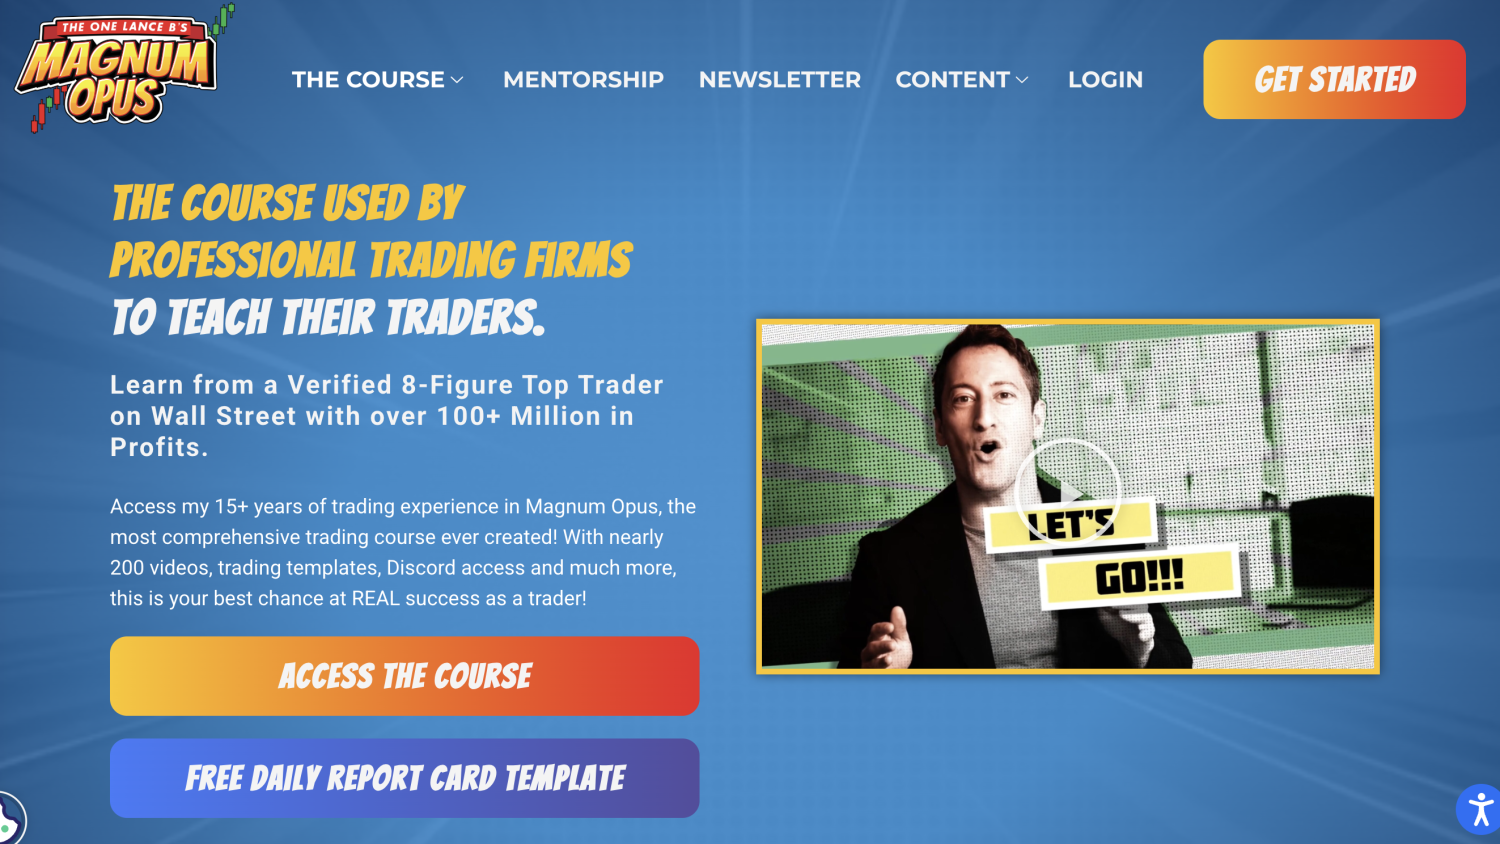 THE ONE LANCE B'S
MAGNUM
OPUS
THE COURSE
MENTORSHIP
NEWSLETTER
CONTENT
LOGIN
GET STARTED
THE COURSE USED BY
PROFESSIONAL TRADING FIRMS
TO TEACH THEIR TRADERS.
Learn from a Verified 8-Figure Top Trader
on Wall Street with over 100+ Million in
Profits.
Access my 15+ years of trading experience in Magnum Opus, the
most comprehensive trading course ever created! With nearly
200 videos, trading templates, Discord access and much more,
this is your best chance at REAL success as a trader!
ACCESS THE COURSE
FREE DAILY REPORT CARD TEMPLATE
LET'S
GO!!!